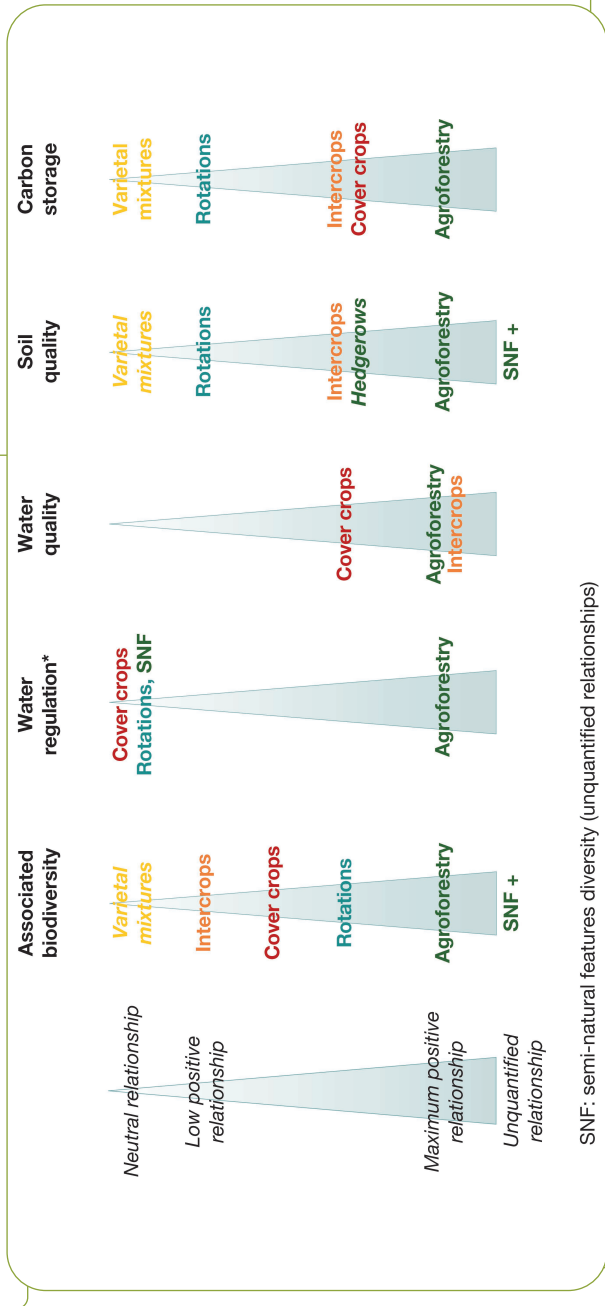 Associated
biodiversity
Water
regulation*
Water
quality
Soil
quality
Carbon
storage
Neutral relationship
Low positive
relationship
Maximum positive
relationship
Unquantified
relationship
Varietal
mixtures
Intercrops
Cover crops
Rotations
Agroforestry
SNF +
Cover crops
Rotations, SNF
Agroforestry
Cover crops
Agroforestry
Intercrops
Varietal
mixtures
Rotations
Intercrops
Hedgerows
Agroforestry
SNF +
Varietal
mixtures
Rotations
Intercrops
Cover crops
Agroforestry
SNF: semi-natural features diversity (unquantified relationships)